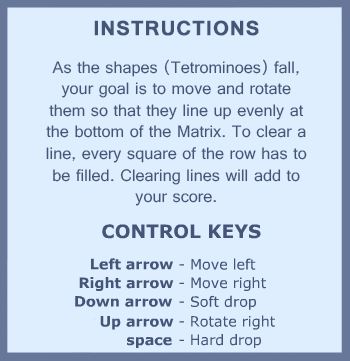 INSTRUCTIONS
As the shapes (Tetrominoes) fall,
your goal is to move and rotate
them so that they line up evenly at
the bottom of the Matrix. To clear a
line, every square of the row has to
be filled. Clearing lines will add to
your score.
CONTROL KEYS
Left arrow - Move left
Right arrow - Move right
Down arrow - Soft drop
Up arrow - Rotate right
space - Hard drop